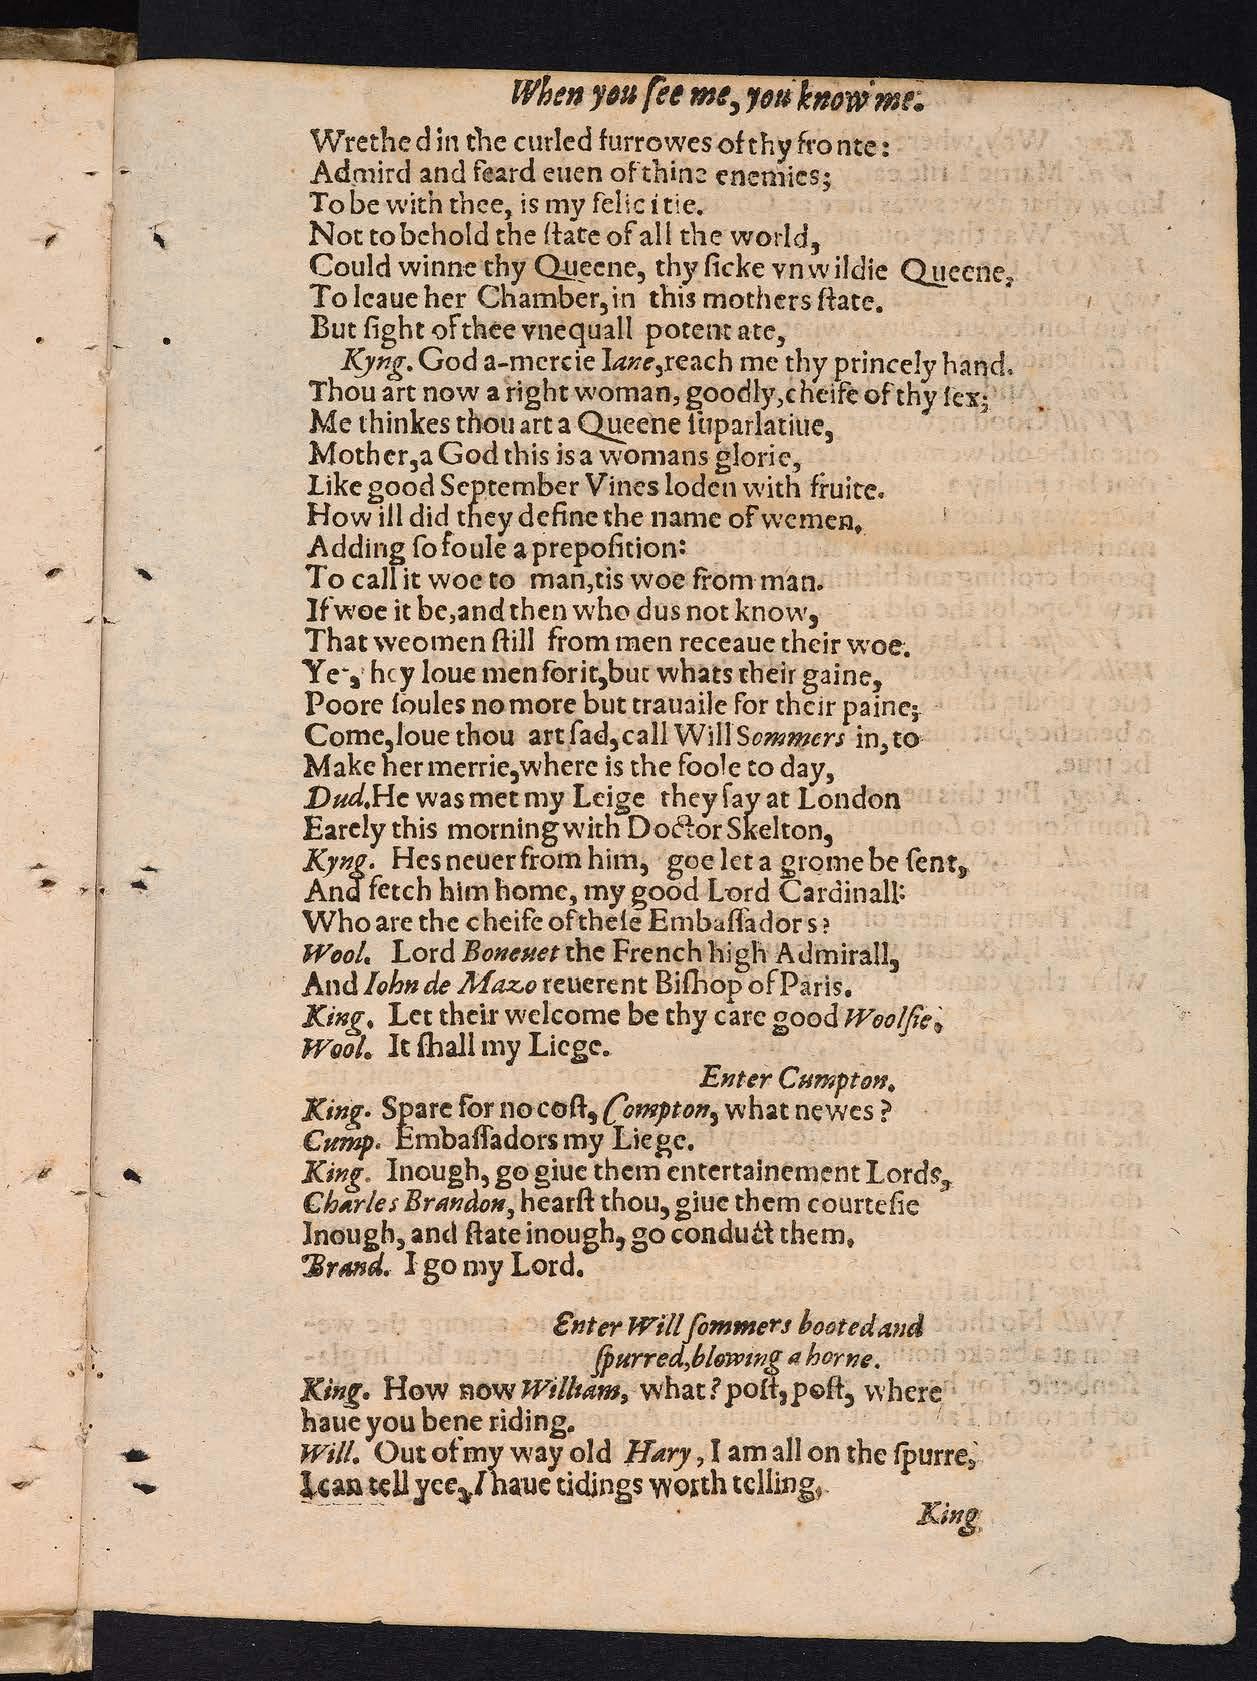 When you ſee me, you know me.
Wrethed in the curled furrowes of thy fronte:
Admird and feard euen of thine enemies;
To be with thee, is my felicitie.
Not to behold the ſtate of all the world,
Could winne thy Queene, thy ſicke vnwildie Queene,
To leaue her Chamber, in this mothers ſtate.
But ſight of thee vnequall potentate,
Kyng. God a-mercie Iane, reach me thy princely hand.
Thou art now a right woman, goodly, cheife of thy ſex;
Me thinkes thou art a Queene ſuparlatiue,
Mother, a God this is a womans glorie,
Like good September Vines loden with fruite.
How ill did they define the name of wemen,
Adding ſo foule a prepoſition:
To call it woe to man, tis woe from man.
If woe it be, and then who dus not know,
That weomen ſtill from men receaue their woe.
Ye-, hey loue men for it, but whats their gaine,
Poore ſoules no more but trauaile for their paine;
Come, loue thou art ſad, call Will Sommers in, to
Make her merrie, where is the foole to day,
Dud. He was met my Leige they ſay at London
Earely this morning with Doctor Skelton,
Kyng. Hes neuer from him, goe let a grome be ſent,
And fetch him home, my good Lord Cardinall:
Who are the cheife of theſe Embaſſadors?
Wool. Lord Boneuet the French high Admirall,
And Iohn de Mazo reuerent Biſhop of Paris.
King. Let their welcome be thy care good Woolſie,
Wool. It ſhall my Liege.
Enter Cumpton.
King. Spare for no coſt, Compton, what newes?
Cump. Embaſſadors my Liege.
King. Inough, go giue them entertainement Lords,
Charles Brandon, hearſt thou, giue them courteſie
Inough, and ſtate inough, go conduct them,
Brand. I go my Lord.
Enter Will ſommers booted and
ſpurred, blowing a horne.
King. How now William, what? poſt, poſt, where
haue you bene riding.
Will. Out of my way old Hary, I am all on the ſpurre,
I can tell yee, I haue tidings worth telling,
King